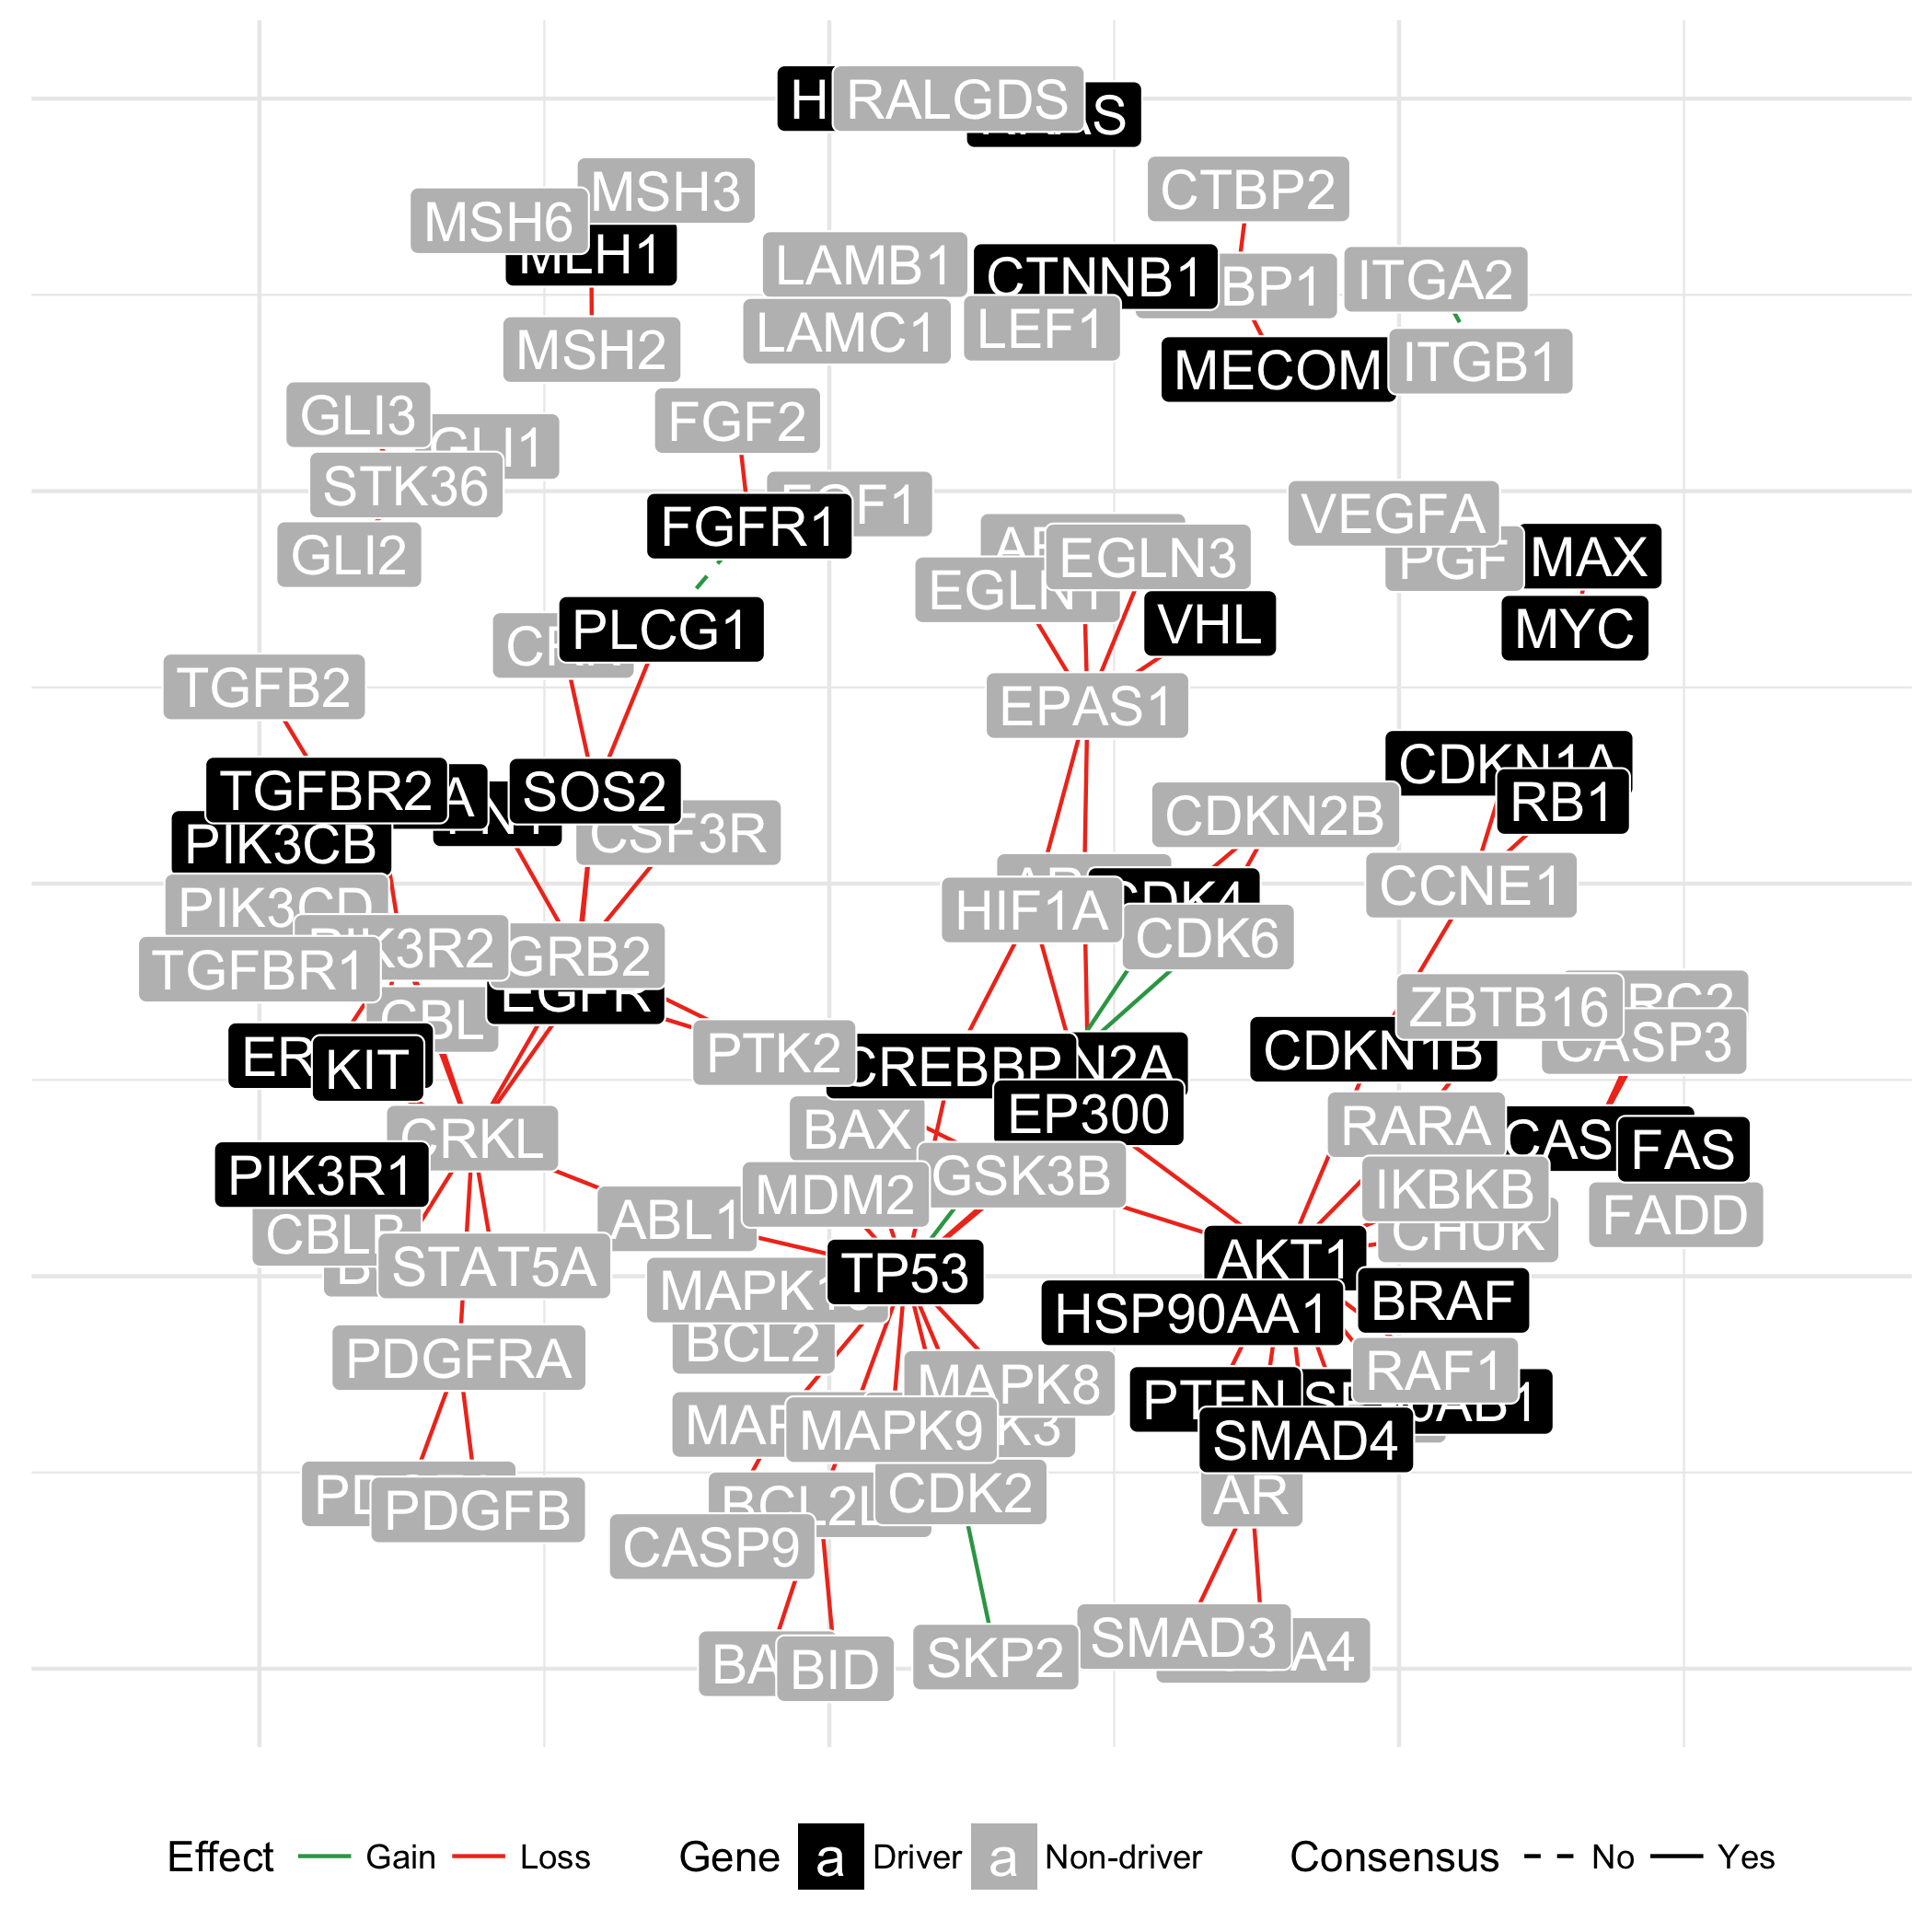 RALGDS
MSH3
CTBP2
MSH6
MLH1
LAMB1
CTNNB1
BP1
ITGA2
LAMC1
LEF1
MSH2
MECOM
ITGB1
GLI3
FGF2
GLI1
STK36
FGFR1
VEGFA
GLI2
EGLN3
PGF
MAX
EGLN1
PLCG1
VHL
MYC
TGFB2
EPAS1
CDKN1A
TGFBR2
A
SOS2
RB1
CDKN2B
PIK3CB
CSF3R
CCNE1
PIK3CD
CDK4
HIF1A
PIK3R2
CDK6
TGFBR1
GRB2
EGFR
ZBTB16
CBL
CDKN1B
CASP3
ER
KIT
PTK2
CREBBP
N2A
EP300
BAX
RARA
CRKL
CAS
FAS
PIK3R1
GSK3B
MDM2
IKBKB
ABL1
FADD
CBLB
CHUK
STAT5A
TP53
AKT1
MAPK1
BRAF
HSP90AA1
BCL2
PDGFRA
RAF1
MAPK8
PTEN
AB1
MAPK9
K3
SMAD4
CDK2
AR
BCL2L
PDGFB
CASP9
SMAD3
A4
BA
BID
SKP2
Effect Gain Loss Gene a Driver a Non-driver Consensus No Yes